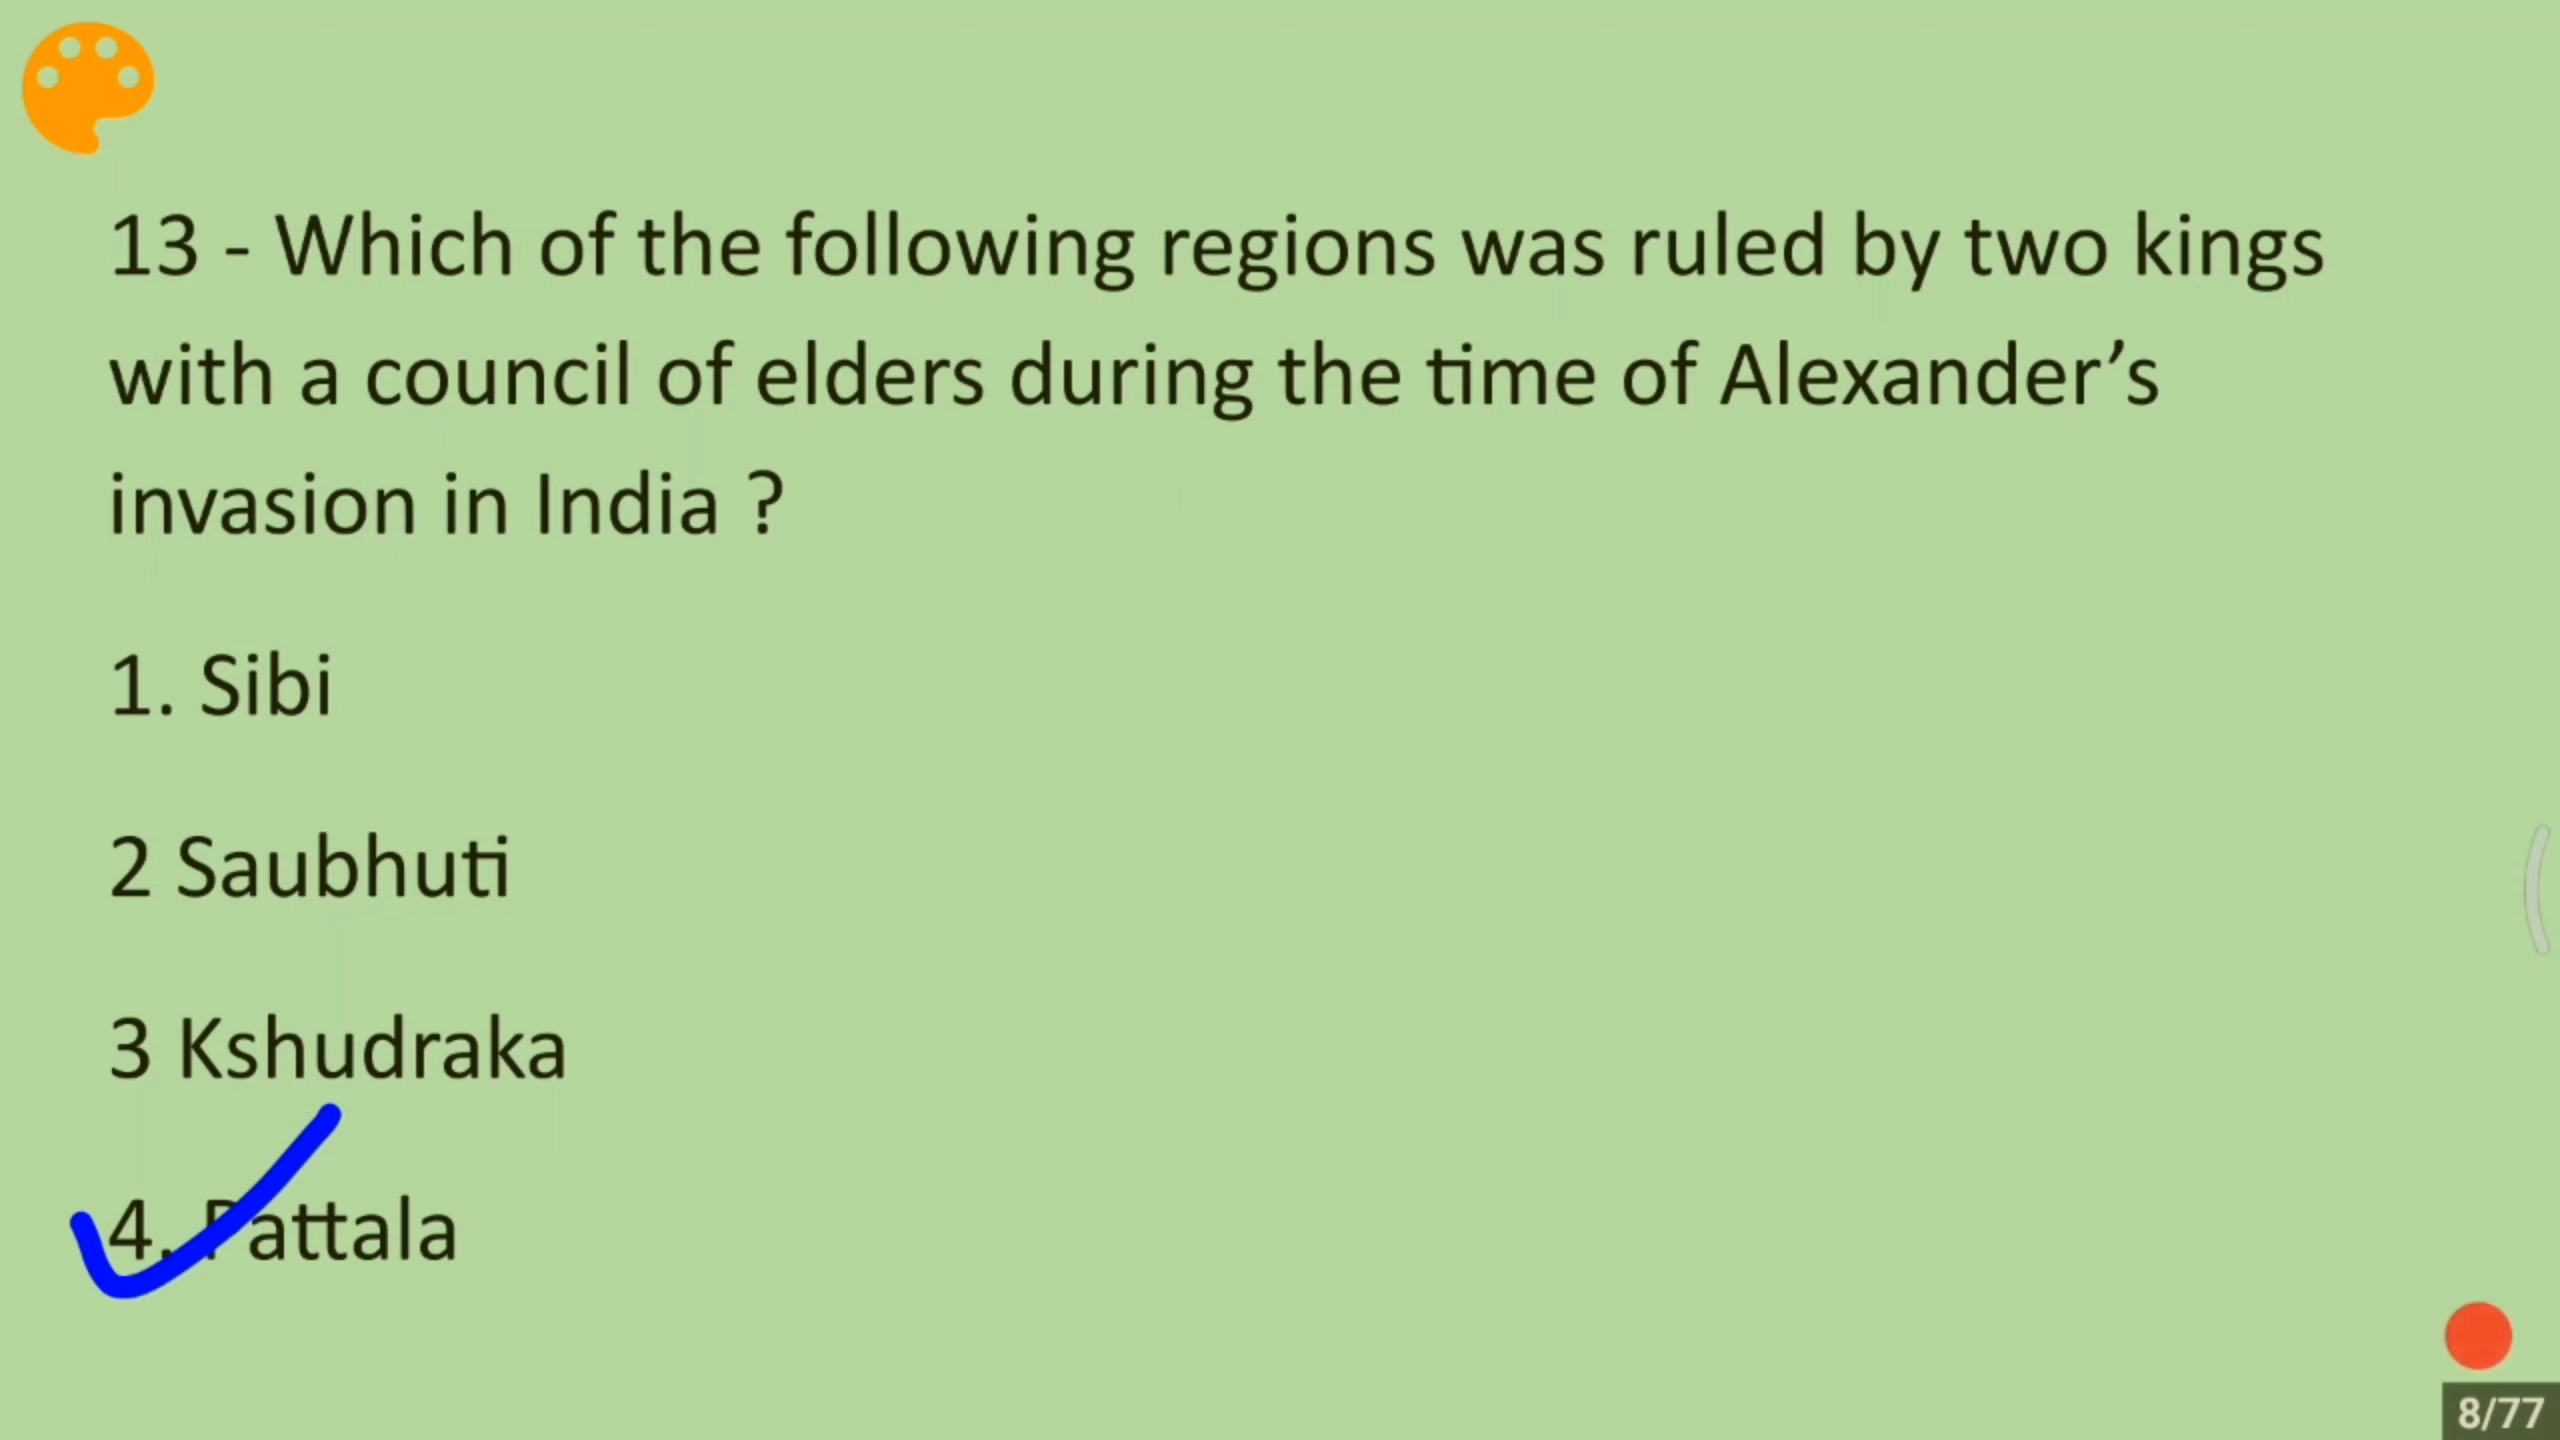 13 - Which of the following regions was ruled by two kings
with a council of elders during the time of Alexander’s
invasion in India ?
1. Sibi
2 Saubhuti
3 Kshudraka
4. Pattala
8/77